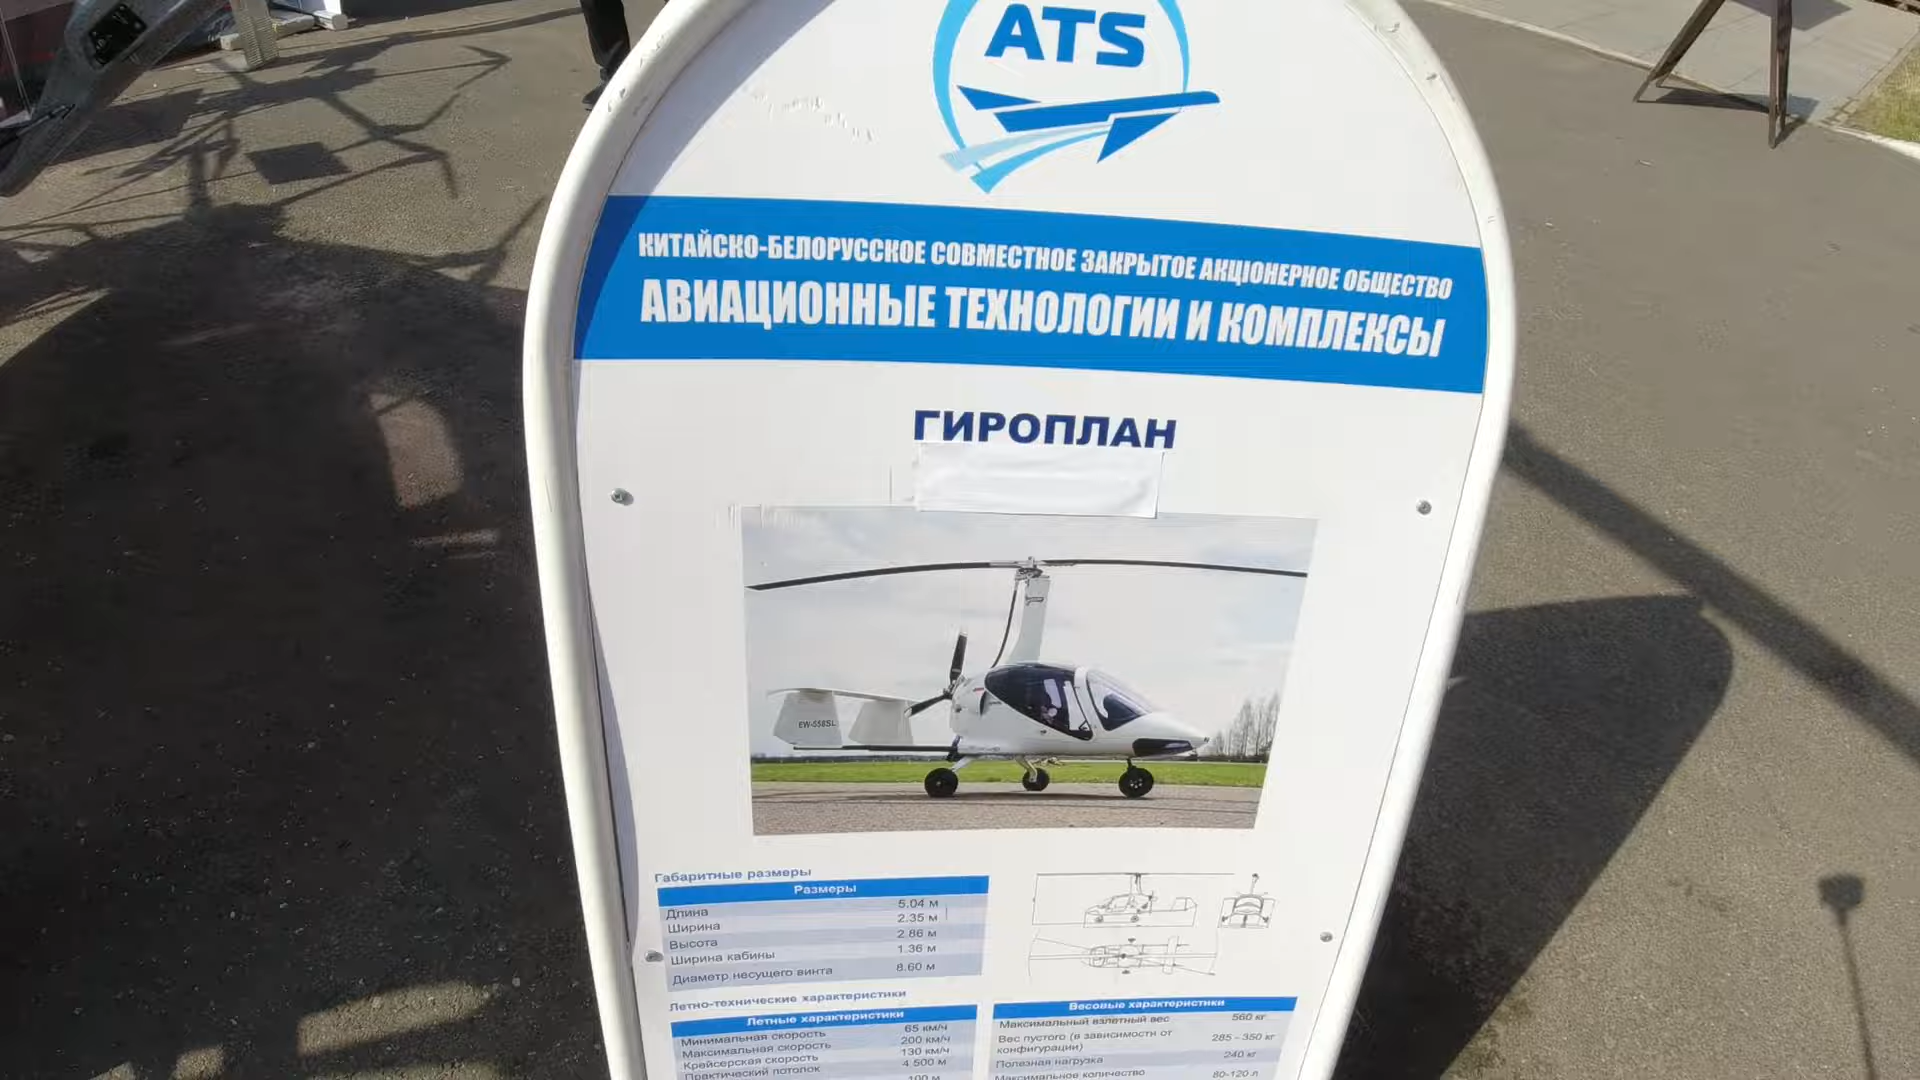 ATS
КИТАЙСКО-БЕЛОРУССКОЕ СОВМЕСТНОЕ ЗАКРЫТОЕ АКЦІОНЕРНОЕ ОБЩЕСТВО
АВИАЦИОННЫЕ ТЕХНОЛОГИИ И КОМПЛЕКСЫ
ГИРОПЛАН
EW-558SL
Габаритные размеры
Размеры
Длина 5.04 м
Ширина 2.35 м
Высота 2.86 м
Ширина кабины 1.36 м
Диаметр несущего винта 8.60 м
Летно-технические характеристики
Летные характеристики
Минимальная скорость 65 км/ч
Максимальная скорость 200 км/ч
Крейсерская скорость 130 км/ч
Практический потолок 4 500 м
100 м
Весовые характеристики
Максимальный взлетный вес 560 кг
Вес пустого (в зависимости от
конфигурации) 285 - 350 кг
Полезная нагрузка 240 кг
Максимальное количество 80-120 л